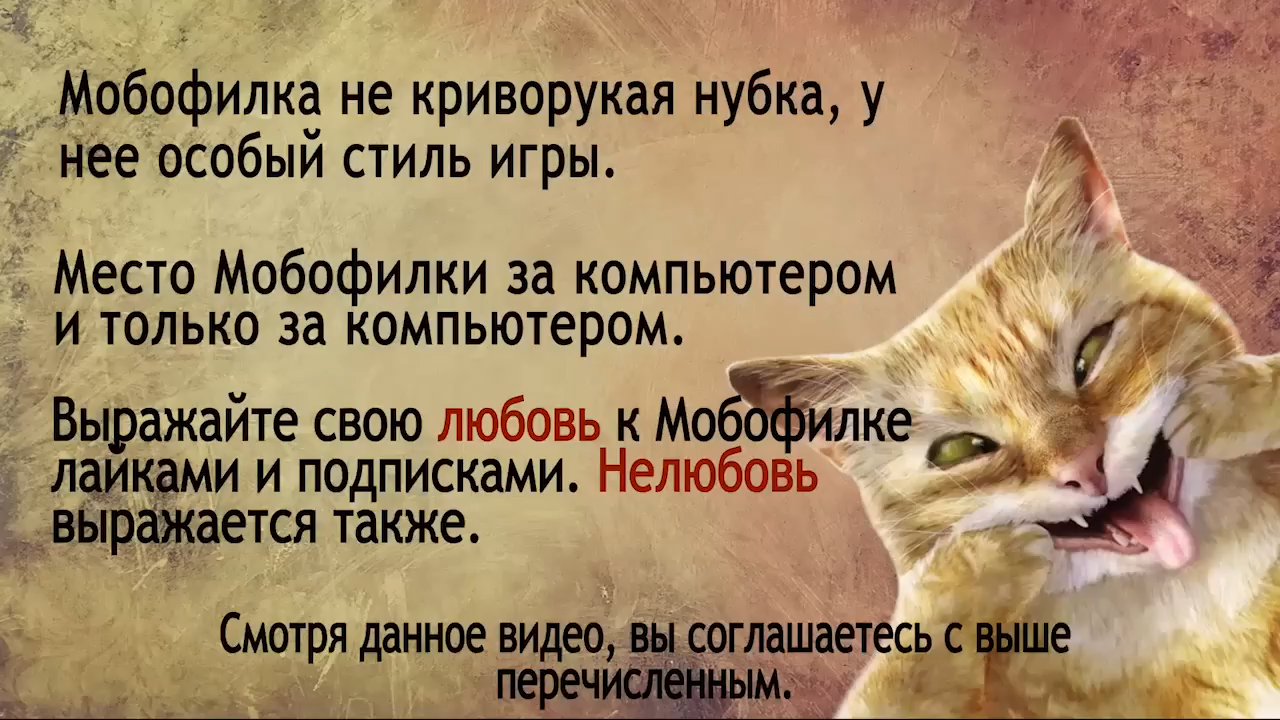 Мобофилка не криворукая нубка, у
нее особый стиль игры.
Место Мобофилки за компьютером
и только за компьютером.
Выражайте свою любовь к Мобофилке
лайками и подписками. Нелюбовь
выражается также.
Смотря данное видео, вы соглашаетесь с выше
перечисленным.